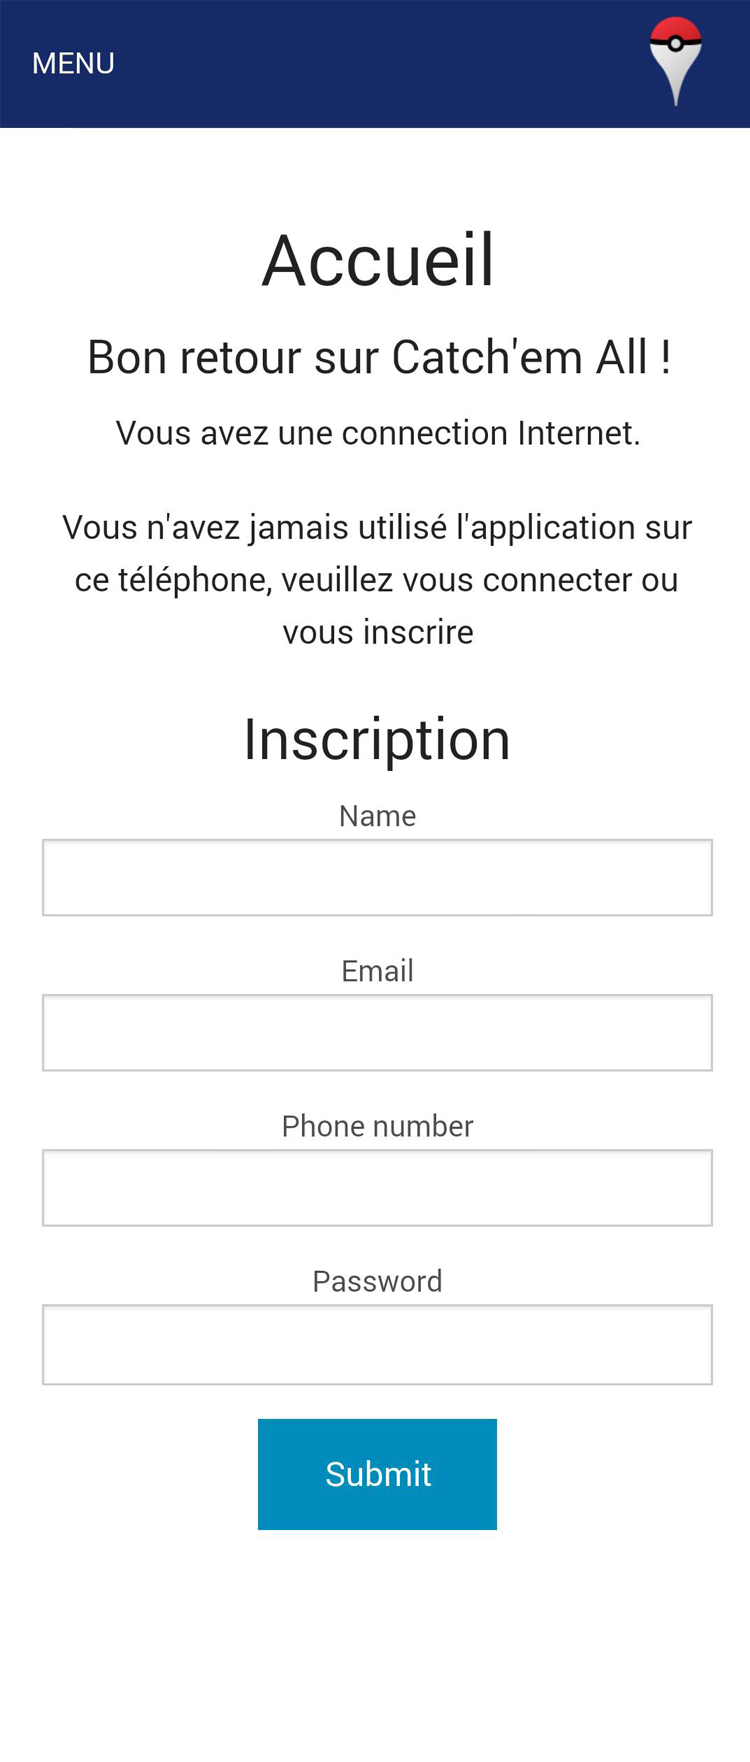 MENU
Accueil
Bon retour sur Catch'em All !
Vous avez une connection Internet.
Vous n'avez jamais utilisé l'application sur
ce téléphone, veuillez vous connecter ou
vous inscrire
Inscription
Name
Email
Phone number
Password
Submit